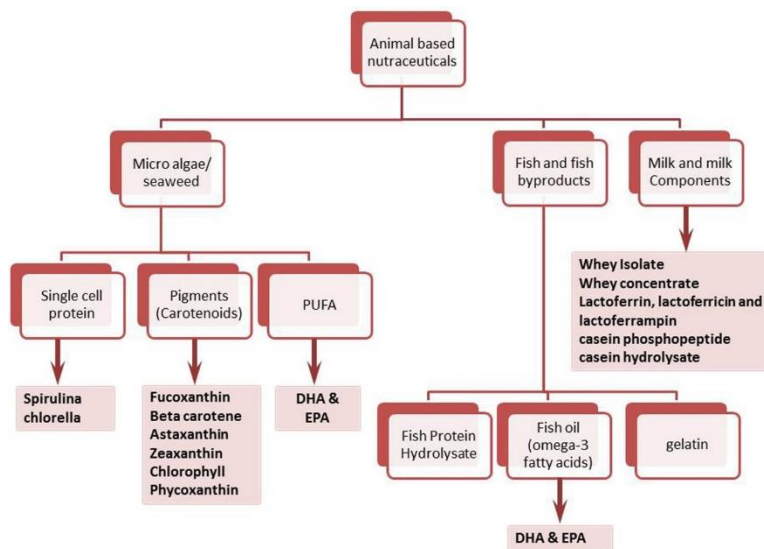 Animal based
nutraceuticals
Micro algae/
seaweed
Fish and fish
byproducts
Milk and milk
Components
Single cell
protein
Pigments
(Carotenoids)
PUFA
Whey Isolate
Whey concentrate
Lactoferrin, lactoferricin and
lactoferrampin
casein phosphopeptide
casein hydrolysate
Spirulina
chlorella
Fucoxanthin
Beta carotene
Astaxanthin
Zeaxanthin
Chlorophyll
Phycoxanthin
DHA &
EPA
Fish Protein
Hydrolysate
Fish oil
(omega-3
fatty acids)
gelatin
DHA & EPA